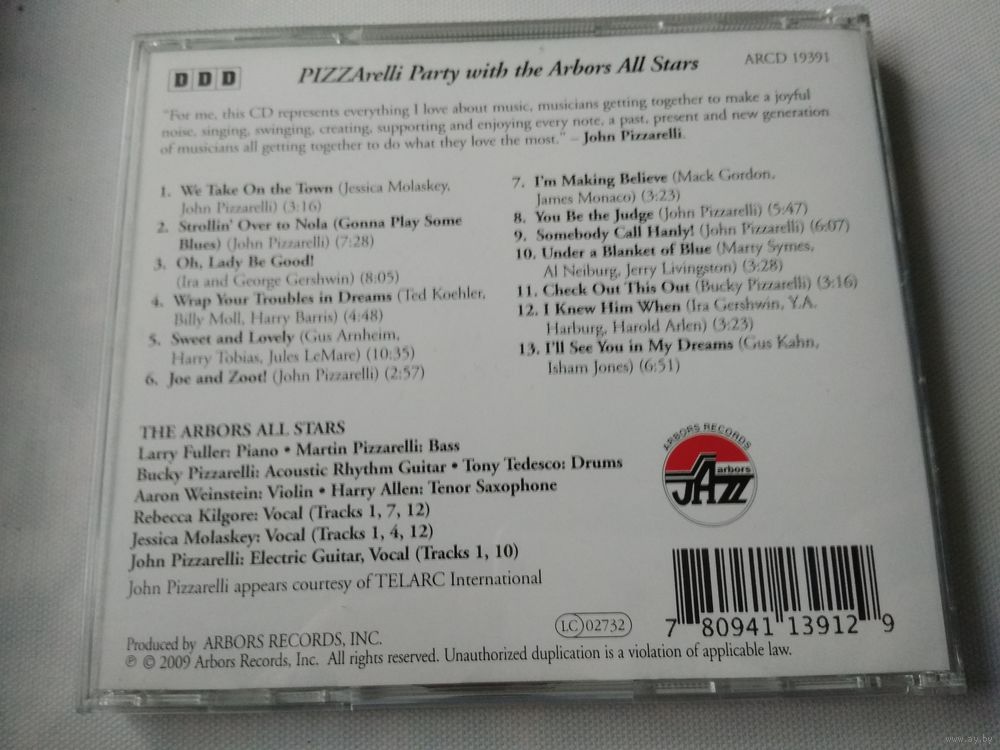 DDD
PIZZArelli Party with the Arbors All Stars
ARCD 19391
"For me, this CD represents everything I love about music, musicians getting together to make a joyful
noise, singing, swinging, creating, supporting and enjoying every note, a past, present and new generation
of musicians all getting together to do what they love the most." – John Pizzarelli.
1. We Take On the Town (Jessica Molaskey,
John Pizzarelli) (3:16)
2. Strollin' Over to Nola (Gonna Play Some
Blues) (John Pizzarelli) (7:28)
3. Oh, Lady Be Good!
(Ira and George Gershwin) (8:05)
4. Wrap Your Troubles in Dreams (Ted Koehler,
Billy Moll, Harry Barris) (4:48)
5. Sweet and Lovely (Gus Arnheim,
Harry Tobias, Jules LeMare) (10:35)
6. Joe and Zoot! (John Pizzarelli) (2:57)
7. I'm Making Believe (Mack Gordon,
James Monaco) (3:23)
8. You Be the Judge (John Pizzarelli) (5:47)
9. Somebody Call Hanly! (John Pizzarelli) (6:07)
10. Under a Blanket of Blue (Marty Symes,
Al Neiburg, Jerry Livingston) (3:28)
11. Check Out This Out (Bucky Pizzarelli) (3:16)
12. I Knew Him When (Ira Gershwin, Y.A.
Harburg, Harold Arlen) (3:23)
13. I'll See You in My Dreams (Gus Kahn,
Isham Jones) (6:51)
THE ARBORS ALL STARS
Larry Fuller: Piano • Martin Pizzarelli: Bass
Bucky Pizzarelli: Acoustic Rhythm Guitar • Tony Tedesco: Drums
Aaron Weinstein: Violin • Harry Allen: Tenor Saxophone
Rebecca Kilgore: Vocal (Tracks 1, 7, 12)
Jessica Molaskey: Vocal (Tracks 1, 4, 12)
John Pizzarelli: Electric Guitar, Vocal (Tracks 1, 10)
John Pizzarelli appears courtesy of TELARC International
ARBORS RECORDS
arbors
JAZZ
LC 02732
7 80941 13912 9
Produced by ARBORS RECORDS, INC.
℗ © 2009 Arbors Records, Inc. All rights reserved. Unauthorized duplication is a violation of applicable law.
www.ay.by